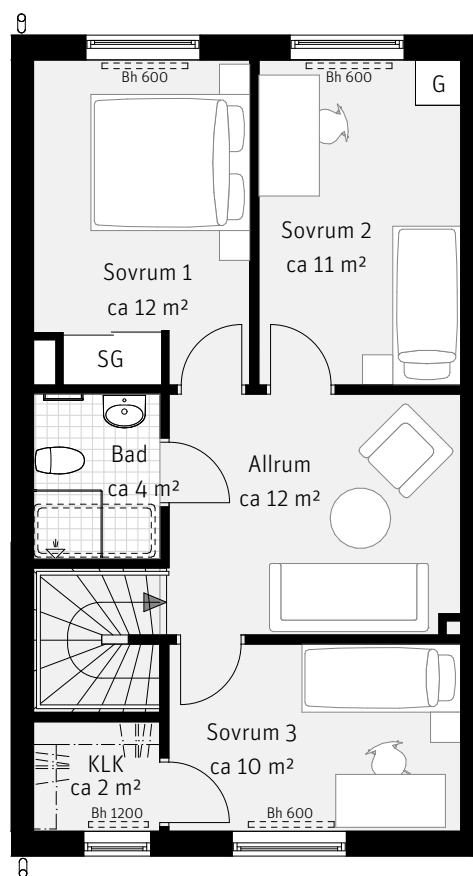 Bh 600
Bh 600
G
Sovrum 1
ca 12 m²
Sovrum 2
ca 11 m²
SG
Bad
ca 4 m²
Allrum
ca 12 m²
Sovrum 3
ca 10 m²
KLK
ca 2 m²
Bh 1200
Bh 600